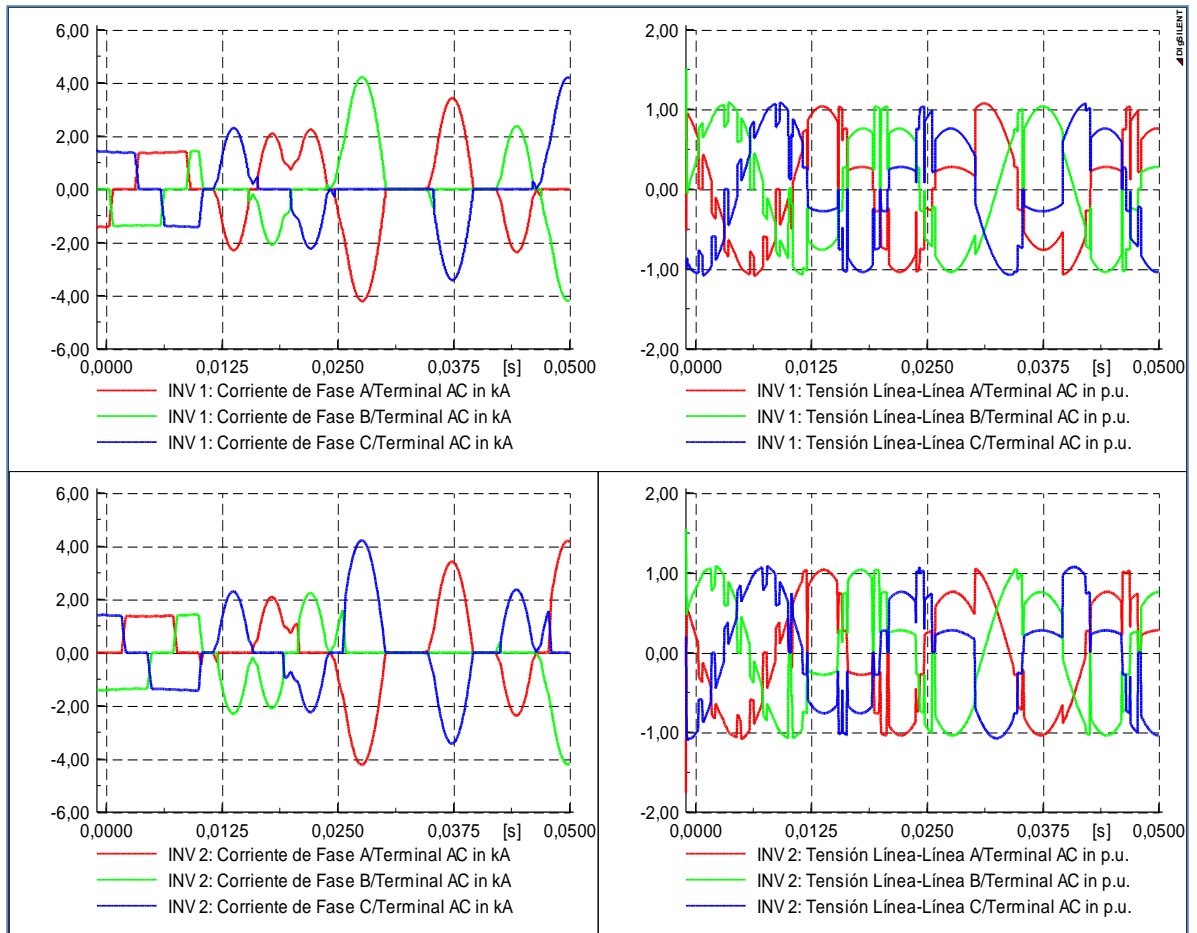 6,00
4,00
2,00
0,00
-2,00
-4,00
-6,00
0,0000 0,0125 0,0250 0,0375 [s] 0,0500
INV 1: Corriente de Fase A/Terminal AC in kA
INV 1: Corriente de Fase B/Terminal AC in kA
INV 1: Corriente de Fase C/Terminal AC in kA
2,00
1,00
0,00
-1,00
-2,00
0,0000 0,0125 0,0250 0,0375 [s] 0,0500
INV 1: Tensión Línea-Línea A/Terminal AC in p.u.
INV 1: Tensión Línea-Línea B/Terminal AC in p.u.
INV 1: Tensión Línea-Línea C/Terminal AC in p.u.
DIgSILENT
6,00
4,00
2,00
0,00
-2,00
-4,00
-6,00
0,0000 0,0125 0,0250 0,0375 [s] 0,0500
INV 2: Corriente de Fase A/Terminal AC in kA
INV 2: Corriente de Fase B/Terminal AC in kA
INV 2: Corriente de Fase C/Terminal AC in kA
2,00
1,00
0,00
-1,00
-2,00
0,0000 0,0125 0,0250 0,0375 [s] 0,0500
INV 2: Tensión Línea-Línea A/Terminal AC in p.u.
INV 2: Tensión Línea-Línea B/Terminal AC in p.u.
INV 2: Tensión Línea-Línea C/Terminal AC in p.u.